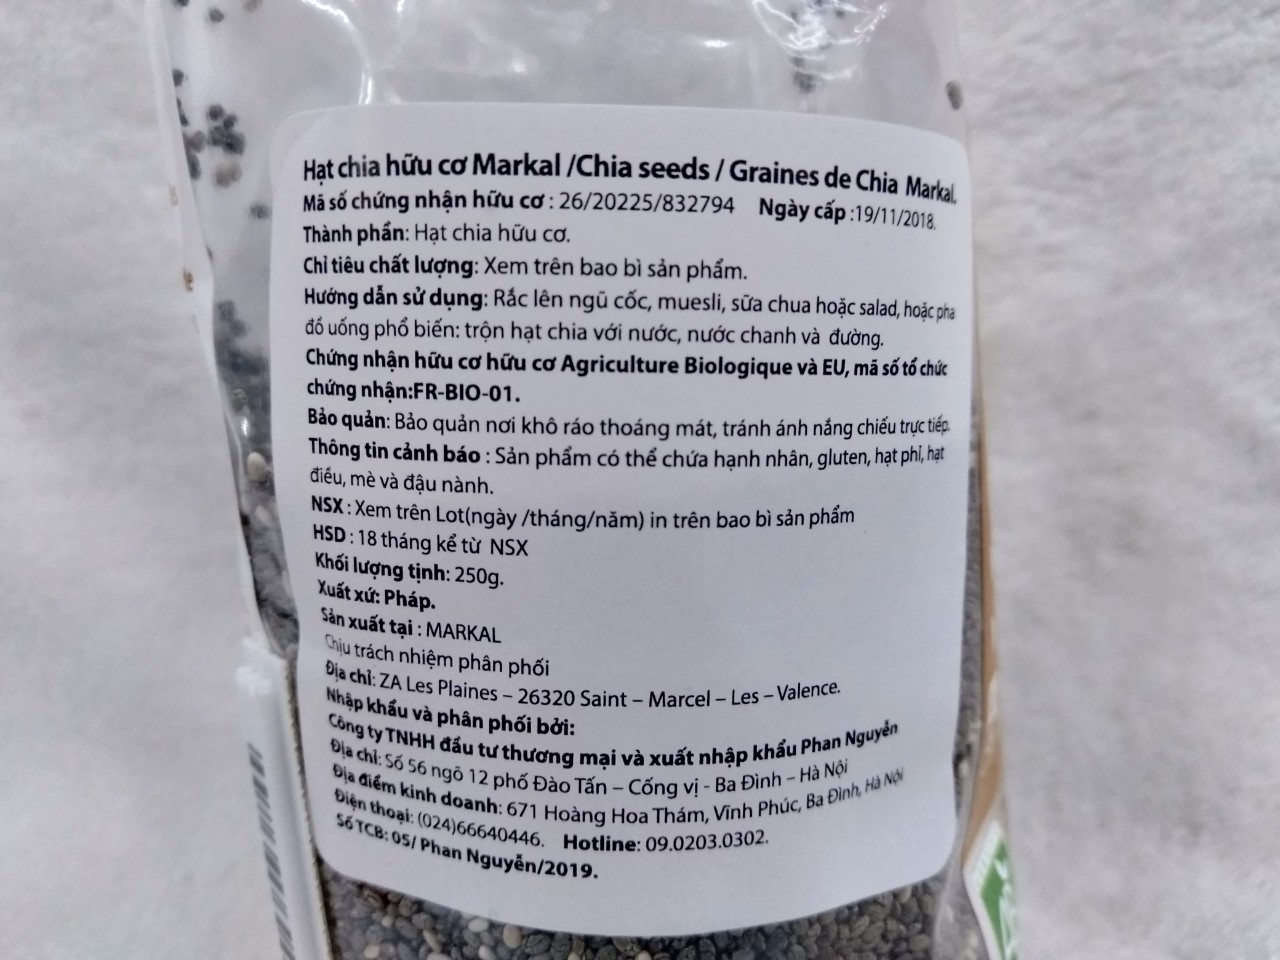 Hạt chia hữu cơ Markal /Chia seeds / Graines de Chia Markal.
Mã số chứng nhận hữu cơ : 26/20225/832794 Ngày cấp :19/11/2018.
Thành phần: Hạt chia hữu cơ.
Chỉ tiêu chất lượng: Xem trên bao bì sản phẩm.
Hướng dẫn sử dụng: Rắc lên ngũ cốc, muesli, sữa chua hoặc salad, hoặc pha
đồ uống phổ biến: trộn hạt chia với nước, nước chanh và đường.
Chứng nhận hữu cơ hữu cơ Agriculture Biologique và EU, mã số tổ chức
chứng nhận:FR-BIO-01.
Bảo quản: Bảo quản nơi khô ráo thoáng mát, tránh ánh nắng chiếu trực tiếp.
Thông tin cảnh báo : Sản phẩm có thể chứa hạnh nhân, gluten, hạt phỉ, hạt
điều, mè và đậu nành.
NSX : Xem trên Lot(ngày /tháng/năm) in trên bao bì sản phẩm
HSD : 18 tháng kể từ NSX
Khối lượng tịnh: 250g.
Xuất xứ: Pháp.
Sản xuất tại : MARKAL
Chịu trách nhiệm phân phối
Địa chỉ: ZA Les Plaines – 26320 Saint – Marcel – Les – Valence.
Nhập khẩu và phân phối bởi:
Công ty TNHH đầu tư thương mại và xuất nhập khẩu Phan Nguyễn
Địa chỉ: Số 56 ngõ 12 phố Đào Tấn – Cống vị - Ba Đình – Hà Nội
Địa điểm kinh doanh: 671 Hoàng Hoa Thám, Vĩnh Phúc, Ba Đình, Hà Nội
Điện thoại: (024)66640446. Hotline: 09.0203.0302.
Số TCB: 05/ Phan Nguyễn/2019.